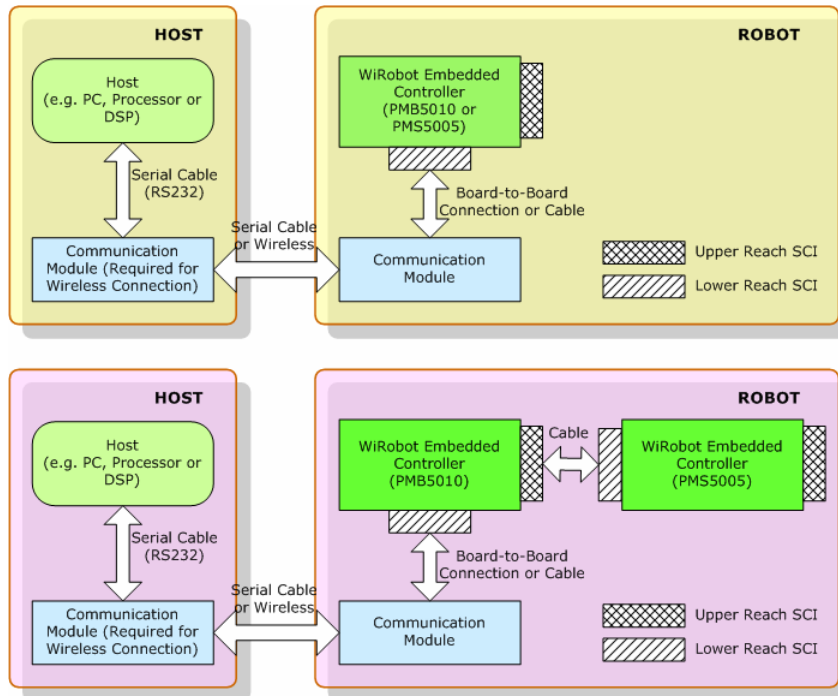 HOST
Host
(e.g. PC, Processor or
DSP)
Serial Cable
(RS232)
Communication
Module (Required for
Wireless Connection)
Serial Cable
or Wireless
ROBOT
WiRobot Embedded
Controller
(PMB5010 or
PMS5005)
Board-to-Board
Connection or Cable
Communication
Module
Upper Reach SCI
Lower Reach SCI
HOST
Host
(e.g. PC, Processor or
DSP)
Serial Cable
(RS232)
Communication
Module (Required for
Wireless Connection)
Serial Cable
or Wireless
ROBOT
WiRobot Embedded
Controller
(PMB5010)
Cable
WiRobot Embedded
Controller
(PMS5005)
Board-to-Board
Connection or Cable
Communication
Module
Upper Reach SCI
Lower Reach SCI